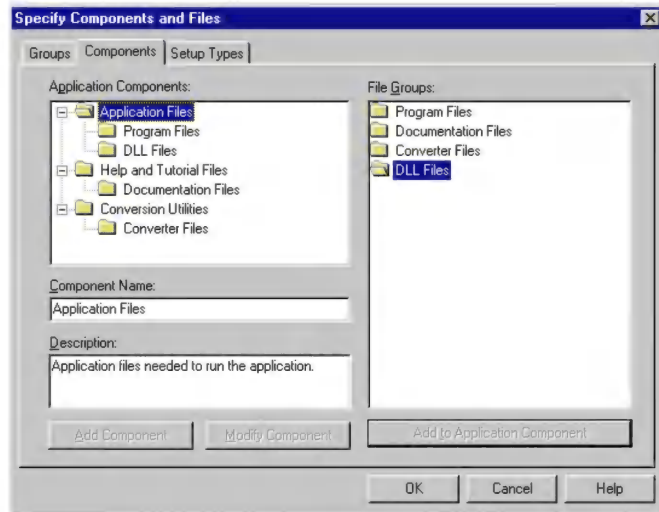 Specify Components and Files
Groups Components Setup Types
Application Components:
Application Files
Program Files
DLL Files
Help and Tutorial Files
Documentation Files
Conversion Utilities
Converter Files
Component Name:
Application Files
Description:
Application files needed to run the application.
Add Component Modify Component
File Groups:
Program Files
Documentation Files
Converter Files
DLL Files
Add to Application Component
OK Cancel Help